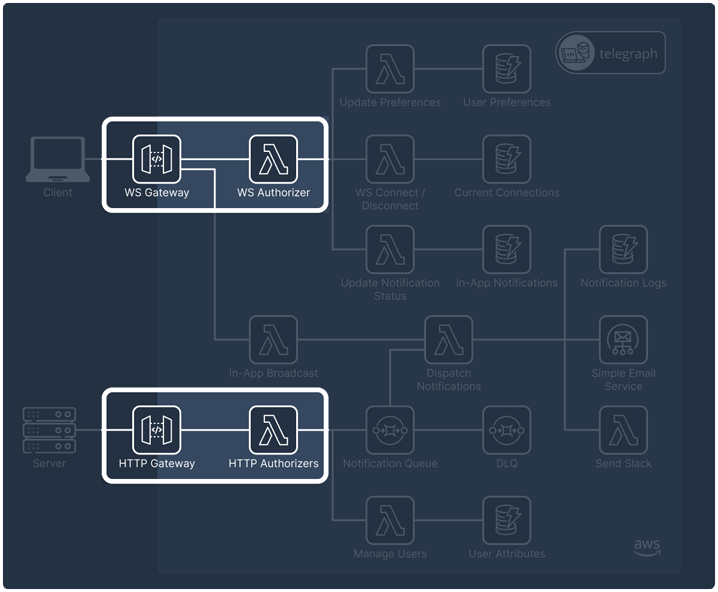 telegraph
Update Preferences
User Preferences
Client
WS Gateway
WS Authorizer
WS Connect /
Disconnect
Current Connections
Update Notification
Status
In-App Notifications
Notification Logs
In-App Broadcast
Dispatch
Notifications
Simple Email
Service
Server
HTTP Gateway
HTTP Authorizers
Notification Queue
DLQ
Send Slack
Manage Users
User Attributes
aws